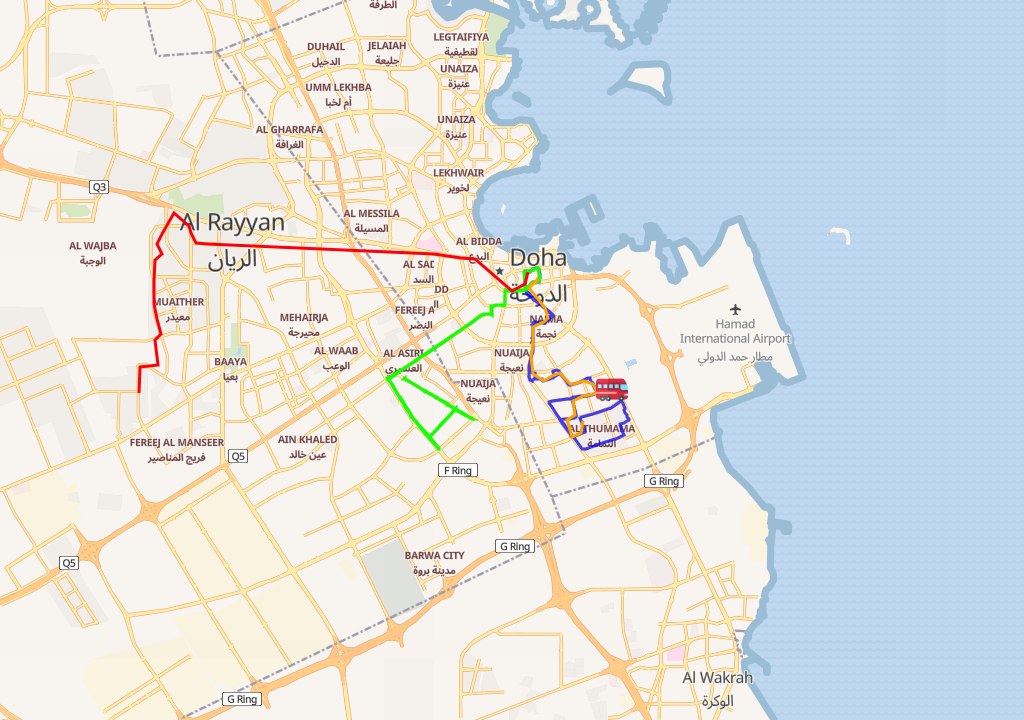 الطرفة
LEGTAIFIYA
لقطيفية
DUHAIL
الدحيل
JELAIAH
جليعة
UNAIZA
عنيزة
UMM LEKHBA
أم لخبا
UNAIZA
عنيزة
AL GHARRAFA
الغرافة
LEKHWAIR
لخوير
Q3
Al Rayyan
الريان
AL MESSILA
المسيلة
AL WAJBA
الوجبة
AL BIDDA
البدع
Doha
الدوحة
AL SAD
السد
DD
ال
MUAITHER
معيذر
MEHAIRJA
محيرجة
FEREEJ A
النصر
NAJMA
نجمة
Hamad
International Airport
مطار حمد الدولي
BAAYA
بعيا
AL WAAB
الوعب
AL ASIRI
العسيري
NUAIJA
نعيجة
NUAIJA
نعيجة
AL THUMAMA
الثمامة
FEREEJ AL MANSEER
فريج المناصير
Q5
AIN KHALED
عين خالد
F Ring
G Ring
G Ring
BARWA CITY
مدينة بروة
Q5
Al Wakrah
الوكرة
G Ring